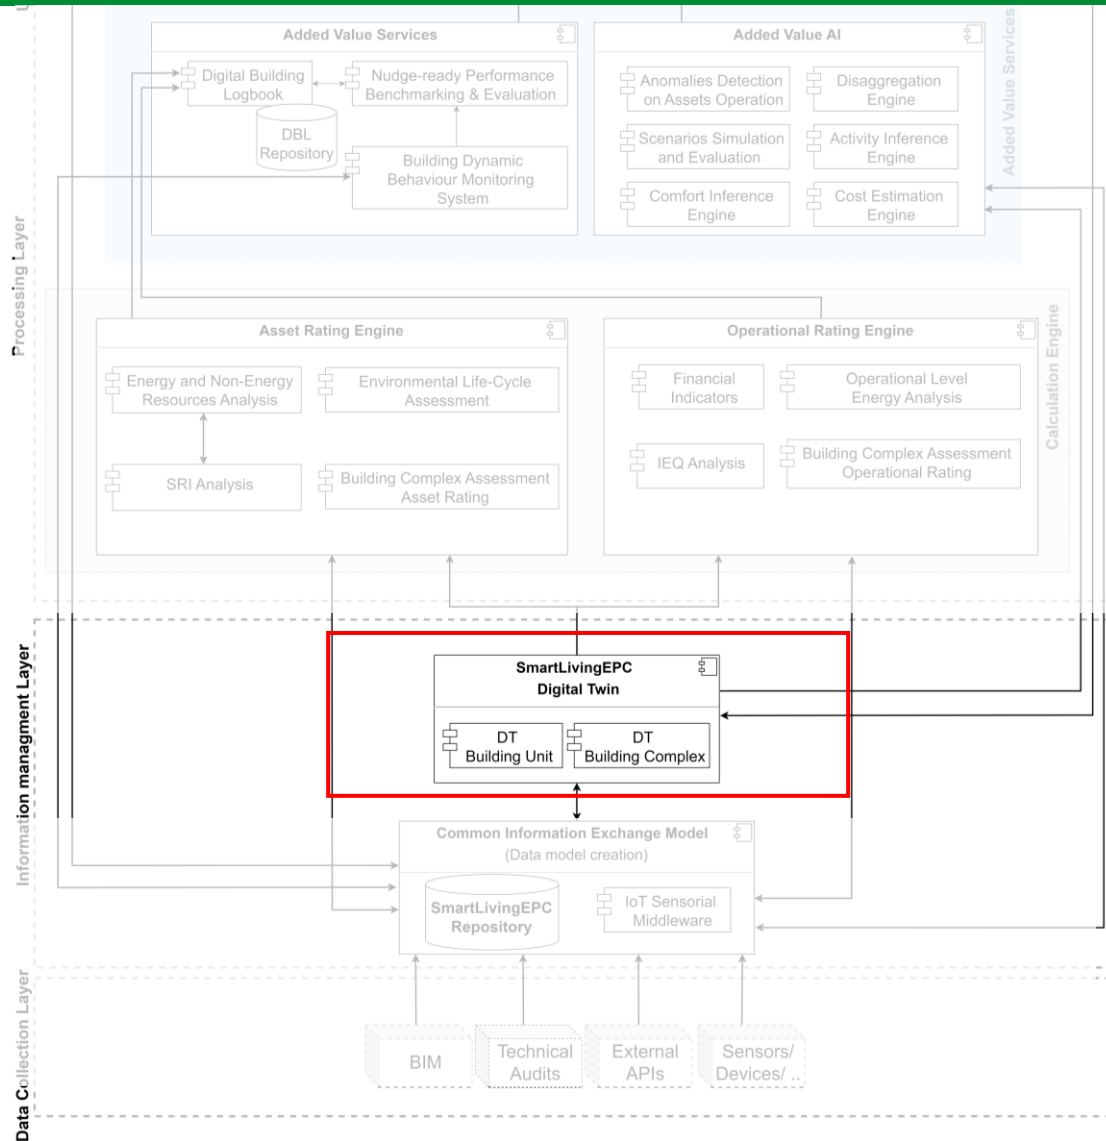 Added Value Services
Added Value AI
Digital Building
Logbook
Nudge-ready Performance
Benchmarking & Evaluation
DBL
Repository
Building Dynamic
Behaviour Monitoring
System
Anomalies Detection
on Assets Operation
Disaggregation
Engine
Scenarios Simulation
and Evaluation
Activity Inference
Engine
Comfort Inference
Engine
Cost Estimation
Engine
Added Value Services
Processing Layer
Asset Rating Engine
Operational Rating Engine
Energy and Non-Energy
Resources Analysis
Environmental Life-Cycle
Assessment
SRI Analysis
Building Complex Assessment
Asset Rating
Financial
Indicators
Operational Level
Energy Analysis
IEQ Analysis
Building Complex Assessment
Operational Rating
Calculation Engine
Information managment Layer
SmartLivingEPC
Digital Twin
DT
Building Unit
DT
Building Complex
Common Information Exchange Model
(Data model creation)
SmartLivingEPC
Repository
IoT Sensorial
Middleware
Data Collection Layer
BIM
Technical
Audits
External
APIs
Sensors/
Devices/ ..